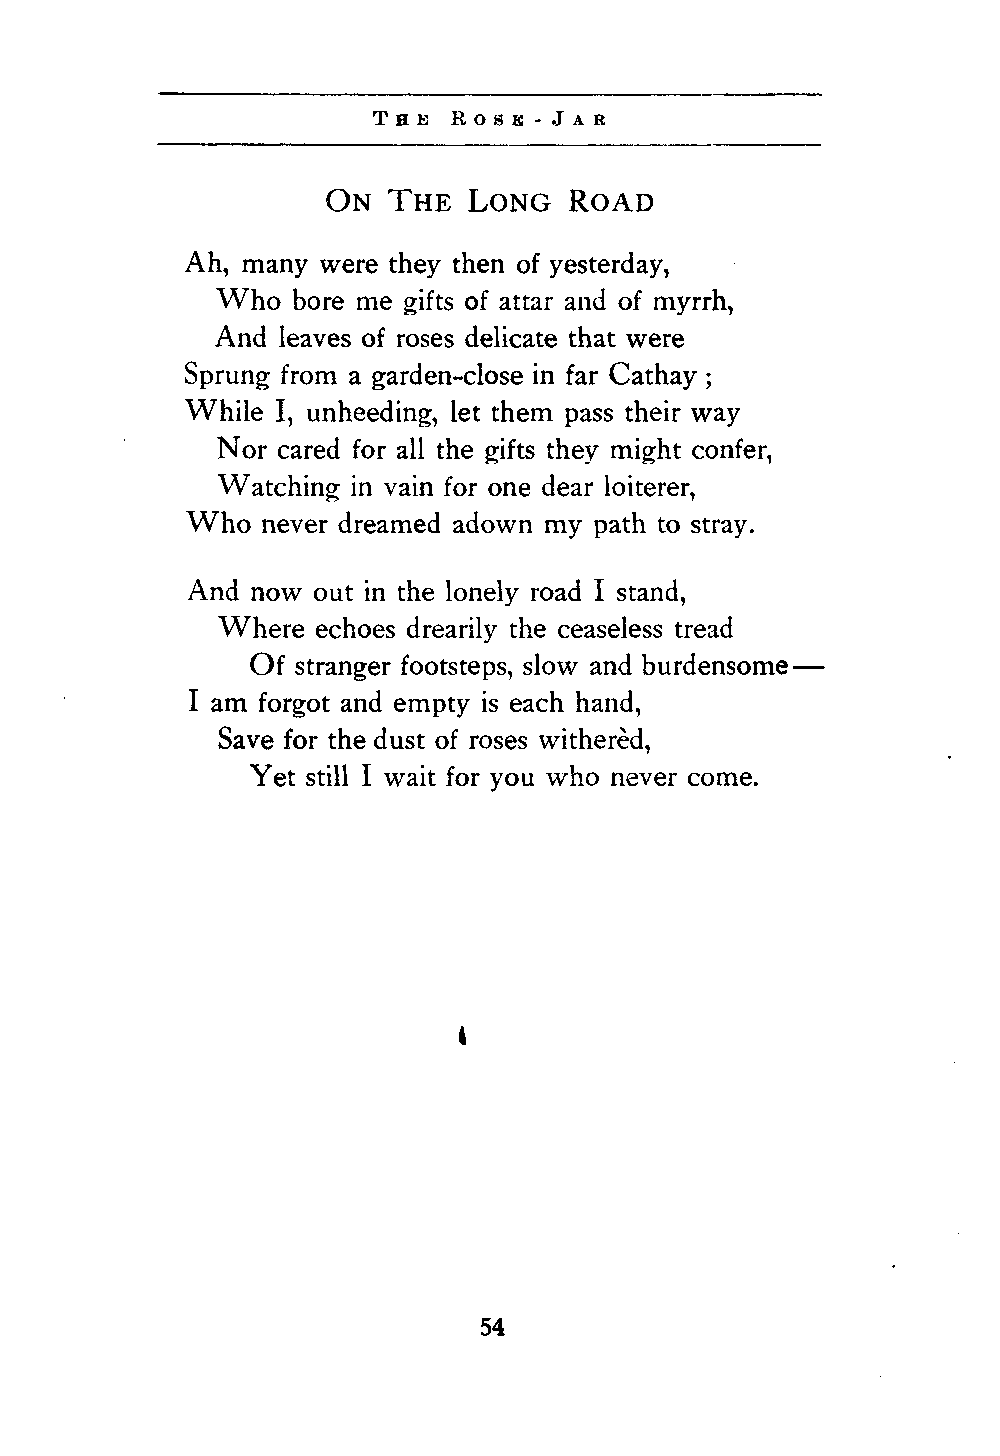 THE ROSE-JAR
ON THE LONG ROAD
Ah, many were they then of yesterday,
Who bore me gifts of attar and of myrrh,
And leaves of roses delicate that were
Sprung from a garden-close in far Cathay ;
While I, unheeding, let them pass their way
Nor cared for all the gifts they might confer,
Watching in vain for one dear loiterer,
Who never dreamed adown my path to stray.
And now out in the lonely road I stand,
Where echoes drearily the ceaseless tread
Of stranger footsteps, slow and burdensome—
I am forgot and empty is each hand,
Save for the dust of roses witherèd,
Yet still I wait for you who never come.
54